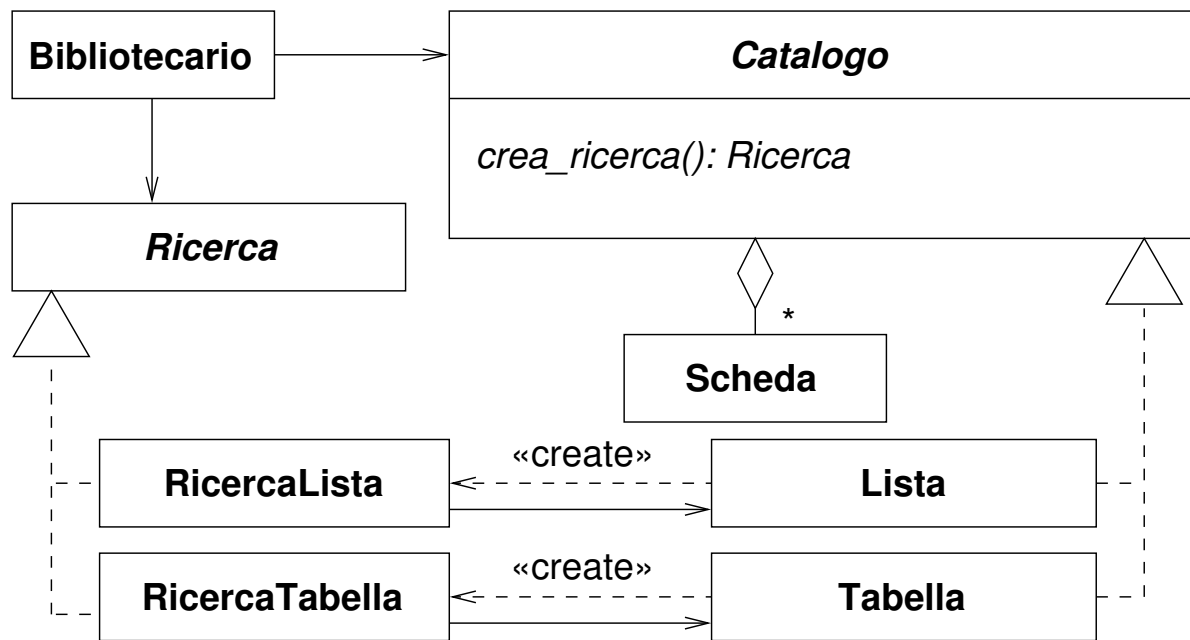 Bibliotecario
Catalogo
crea_ricerca(): Ricerca
Ricerca
*
Scheda
«create»
RicercaLista
Lista
«create»
RicercaTabella
Tabella